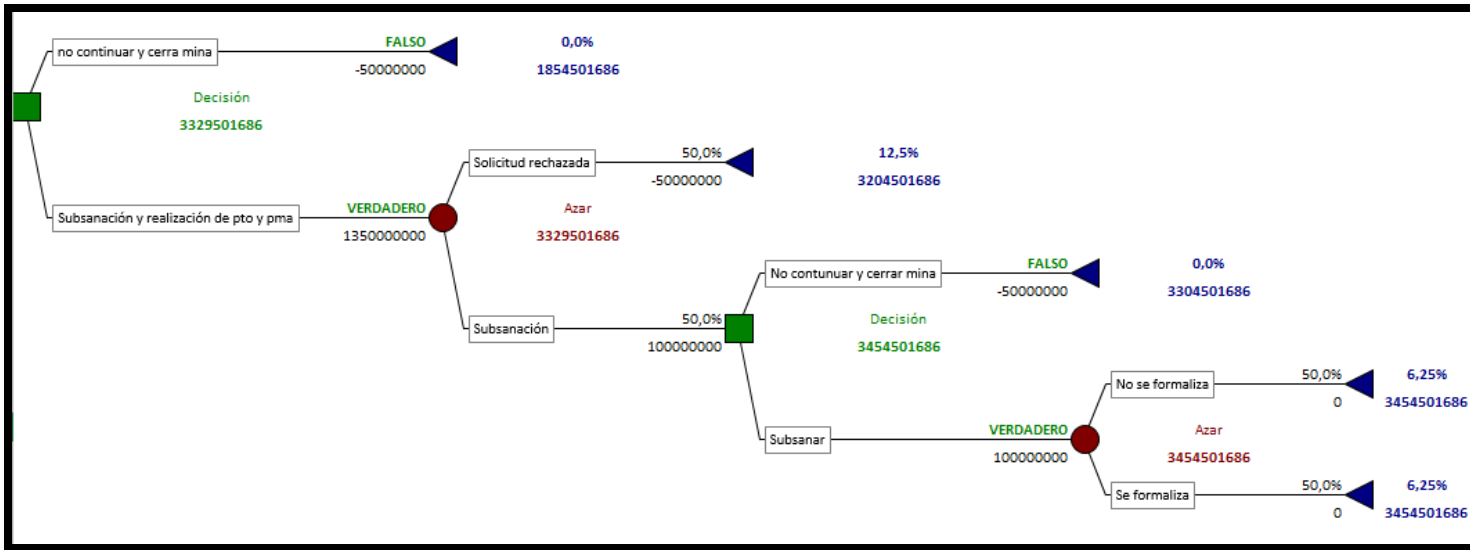 no continuar y cerra mina
FALSO
0,0%
-50000000
1854501686
Decisión
3329501686
Solicitud rechazada
50,0%
12,5%
-50000000
3204501686
Subsanación y realización de pto y pma
VERDADERO
Azar
1350000000
3329501686
No contunuar y cerrar mina
FALSO
0,0%
-50000000
3304501686
Subsanación
50,0%
Decisión
100000000
3454501686
No se formaliza
50,0%
6,25%
0
3454501686
Subsanar
VERDADERO
Azar
100000000
3454501686
Se formaliza
50,0%
6,25%
0
3454501686